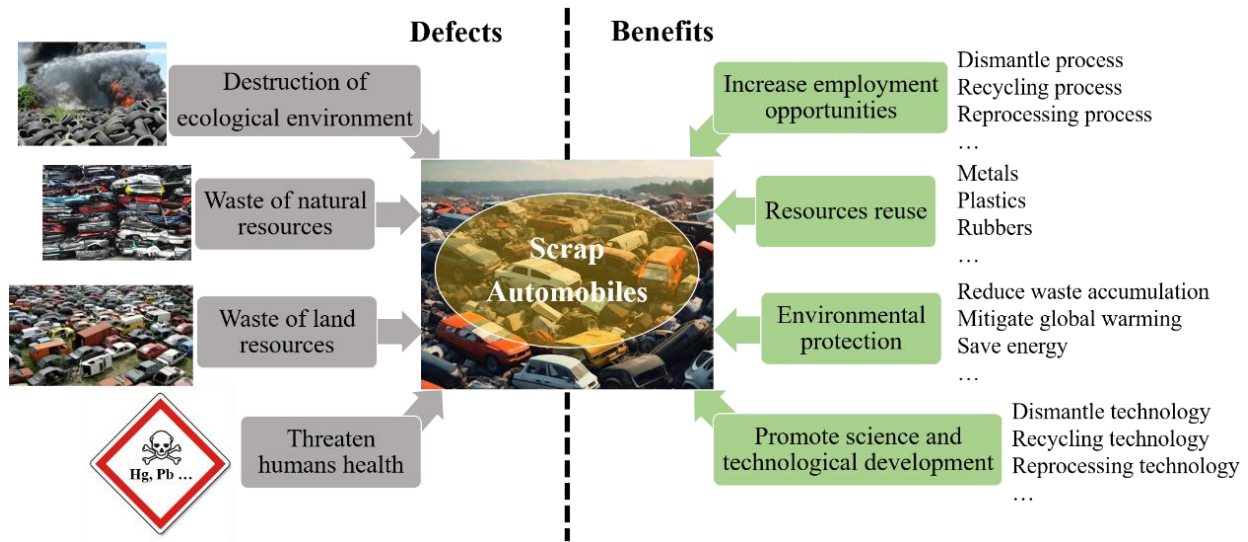 Defects
Benefits
Destruction of
ecological environment
Waste of natural
resources
Waste of land
resources
Threaten
humans health
Hg, Pb ...
Scrap
Automobiles
Increase employment
opportunities
Dismantle process
Recycling process
Reprocessing process
…
Resources reuse
Metals
Plastics
Rubbers
…
Environmental
protection
Reduce waste accumulation
Mitigate global warming
Save energy
…
Promote science and
technological development
Dismantle technology
Recycling technology
Reprocessing technology
…